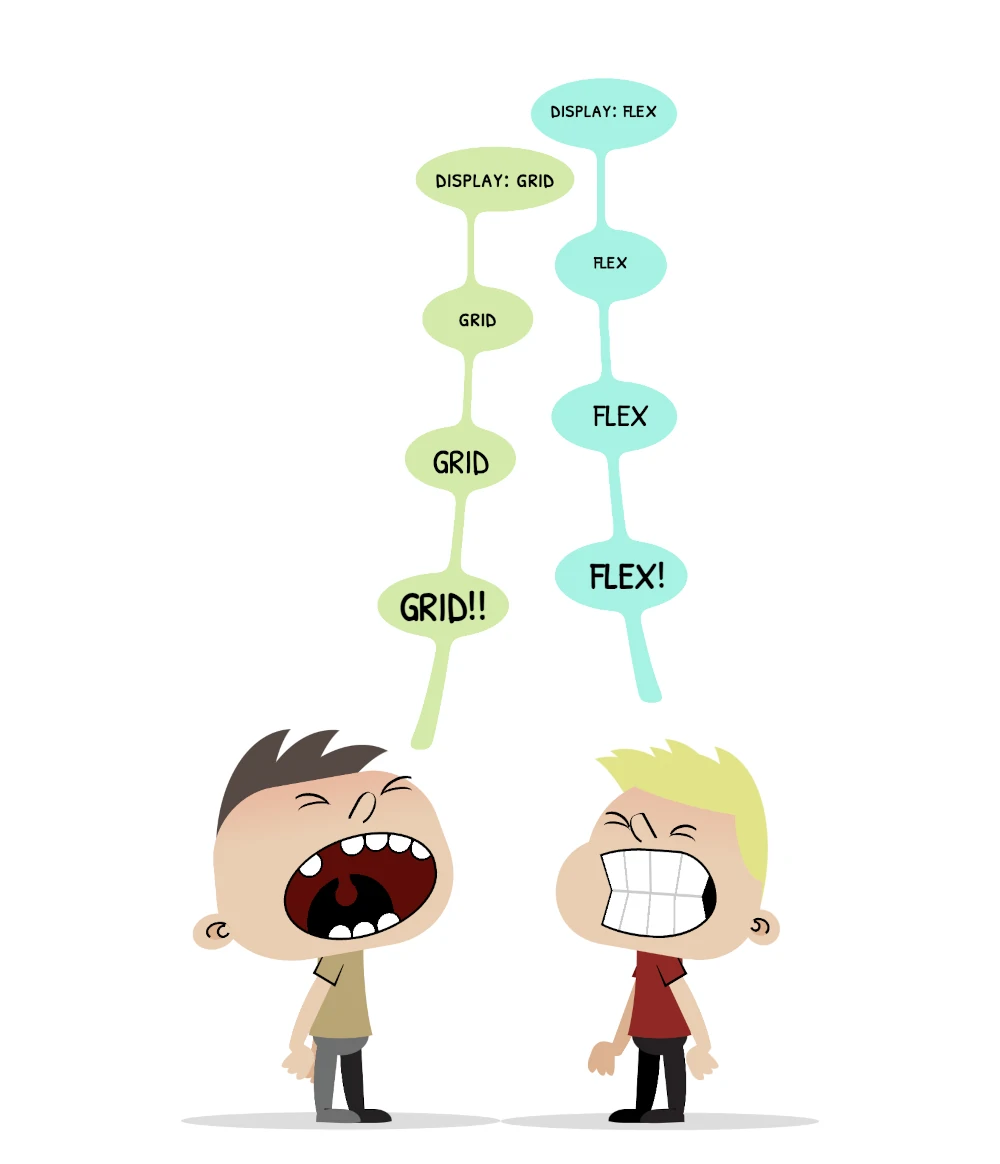 DISPLAY: FLEX
DISPLAY: GRID
FLEX
GRID
FLEX
GRID
FLEX!
GRID!!